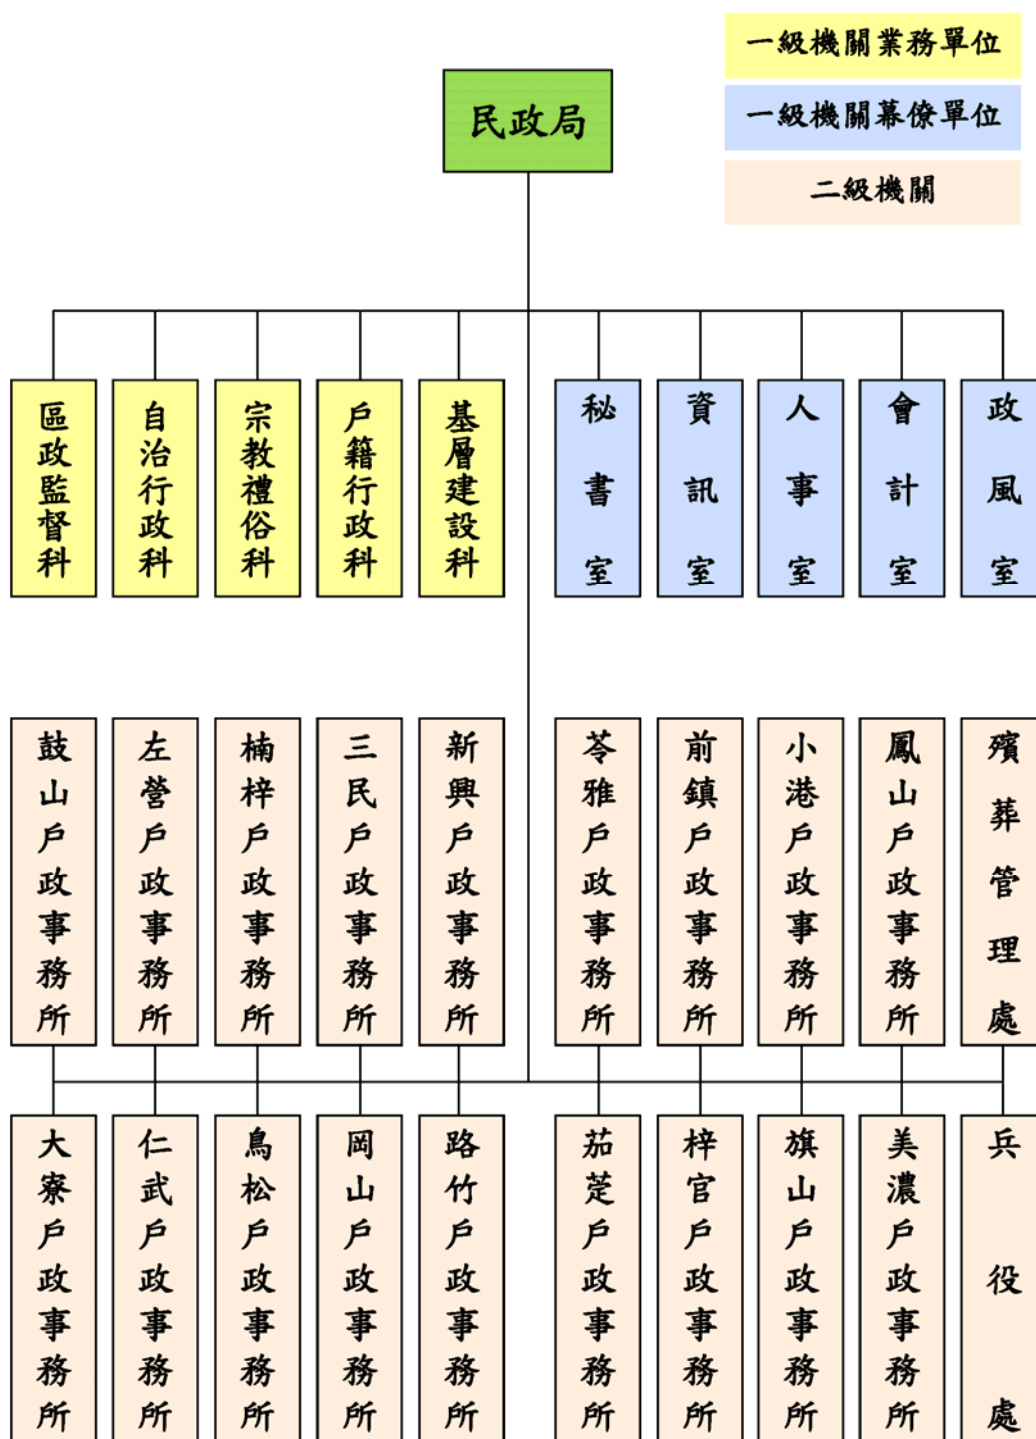 一級機關業務單位
一級機關幕僚單位
二級機關
民政局
區政監督科
自治行政科
宗教禮俗科
戶籍行政科
基層建設科
秘書室
資訊室
人事室
會計室
政風室
鼓山戶政事務所
左營戶政事務所
楠梓戶政事務所
三民戶政事務所
新興戶政事務所
苓雅戶政事務所
前鎮戶政事務所
小港戶政事務所
鳳山戶政事務所
殯葬管理處
大寮戶政事務所
仁武戶政事務所
鳥松戶政事務所
岡山戶政事務所
路竹戶政事務所
茄萣戶政事務所
梓官戶政事務所
旗山戶政事務所
美濃戶政事務所
兵役處